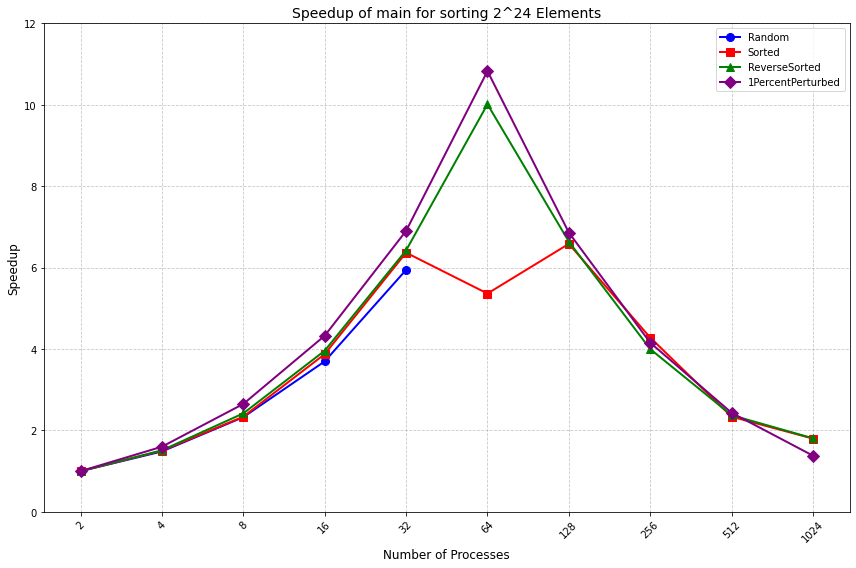 Speedup of main for sorting 2^24 Elements
Random
Sorted
ReverseSorted
1PercentPerturbed
Speedup
12
10
8
6
4
2
0
2 4 8 16 32 64 128 256 512 1024
Number of Processes